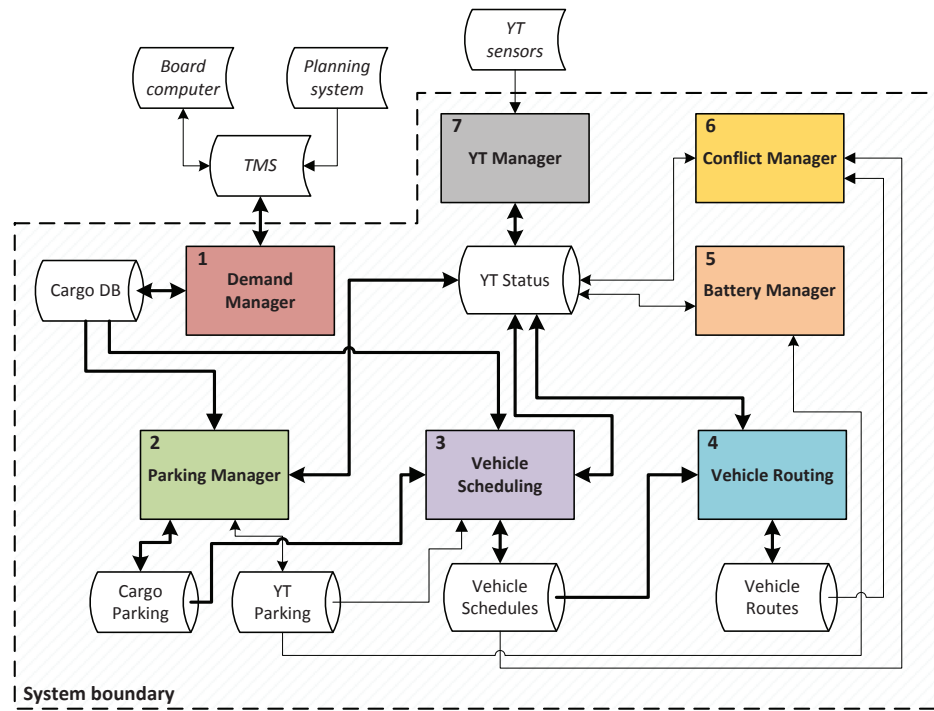 YT
sensors
Board
computer
Planning
system
TMS
7
YT Manager
6
Conflict Manager
1
Demand
Manager
Cargo DB
YT Status
5
Battery Manager
2
Parking Manager
3
Vehicle
Scheduling
4
Vehicle Routing
Cargo
Parking
YT
Parking
Vehicle
Schedules
Vehicle
Routes
System boundary